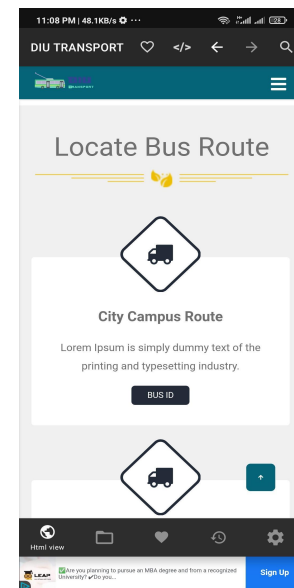 11:08 PM | 48.1KB/s
DIU TRANSPORT </>
TRANSPORT
Locate Bus Route
City Campus Route
Lorem Ipsum is simply dummy text of the
printing and typesetting industry.
BUS ID
Html view
LEAP
Are you planning to pursue an MBA degree and from a recognized
University? ✔Do you...
Sign Up